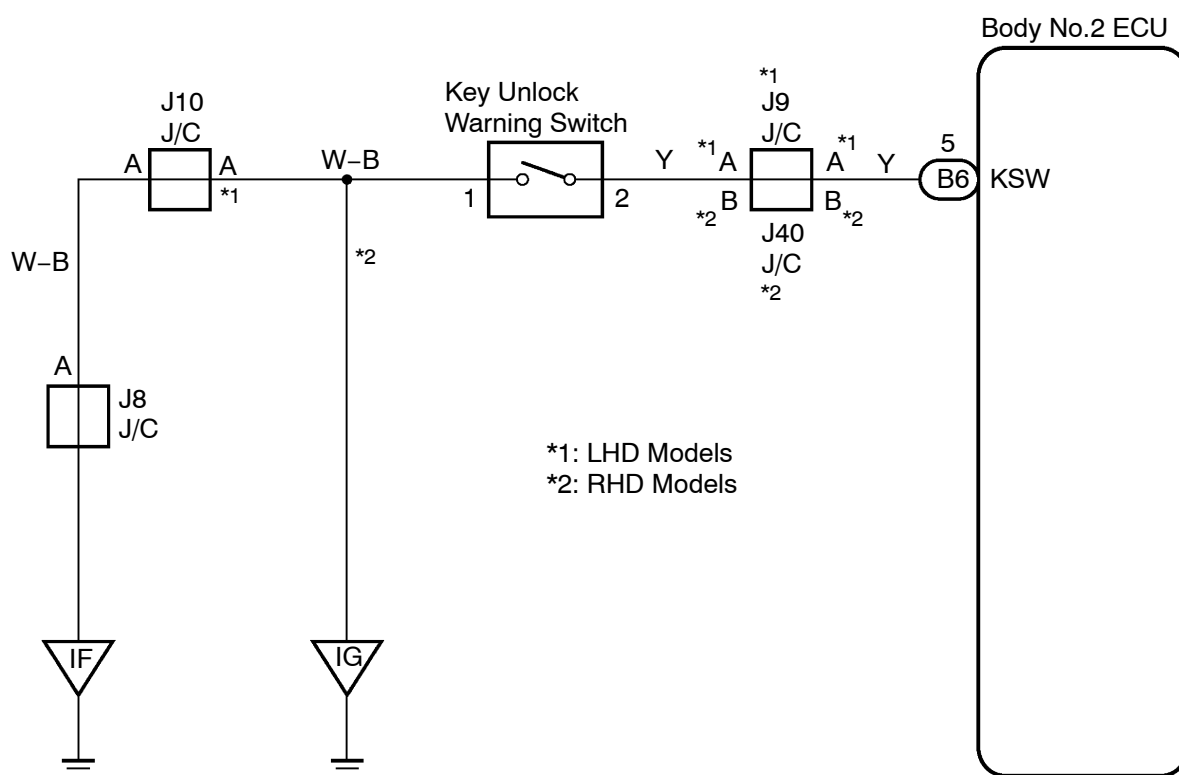 Body No.2 ECU
*1
J9
J/C
J10
J/C
Key Unlock
Warning Switch
A
A
*1
W–B
1
2
Y
*1
A
B
*2
A
*1
B
*2
Y
5
B6
KSW
J40
J/C
*2
W–B
*2
A
J8
J/C
*1: LHD Models
*2: RHD Models
IF
IG